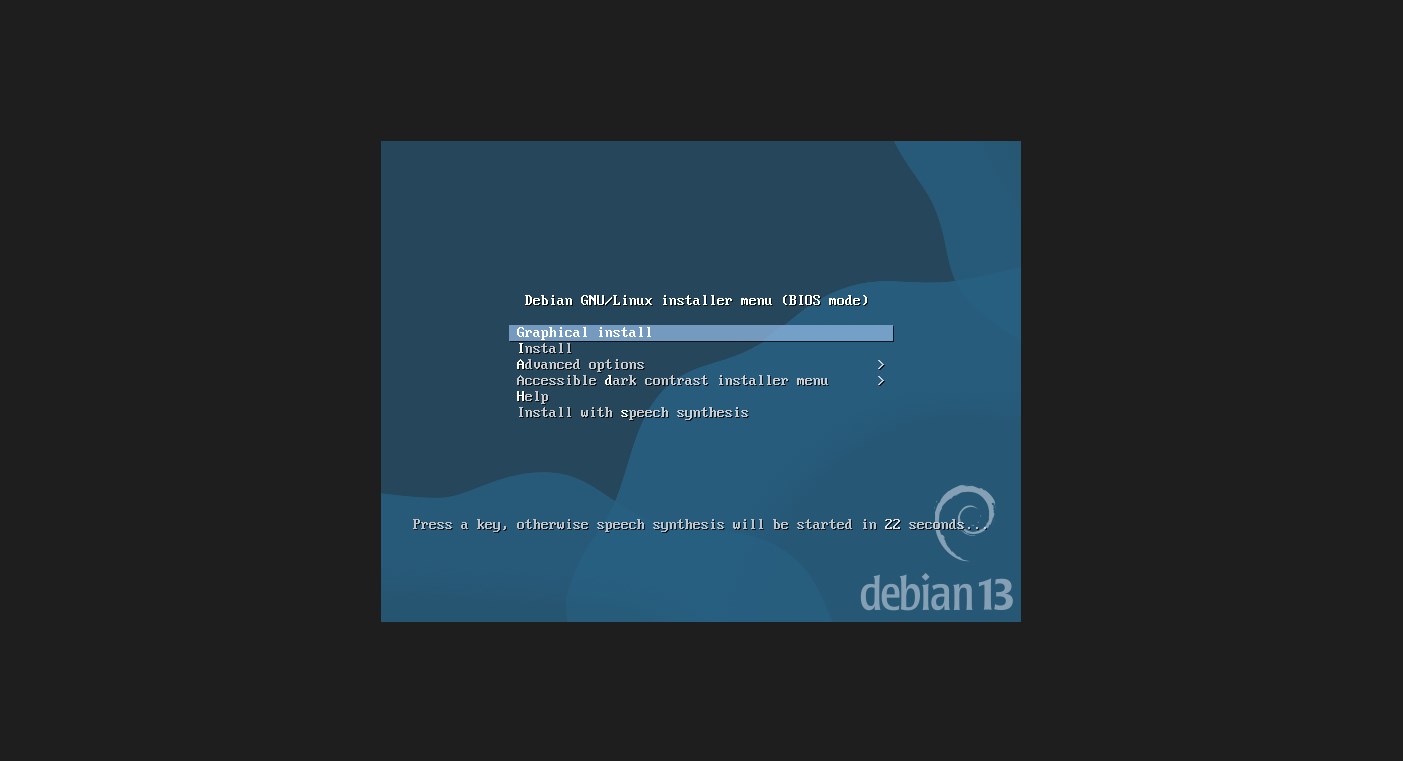 Debian GNU/Linux installer menu (BIOS mode)
Graphical install
Install
Advanced options >
Accessible dark contrast installer menu >
Help
Install with speech synthesis
Press a key, otherwise speech synthesis will be started in 22 seconds...
debian 13